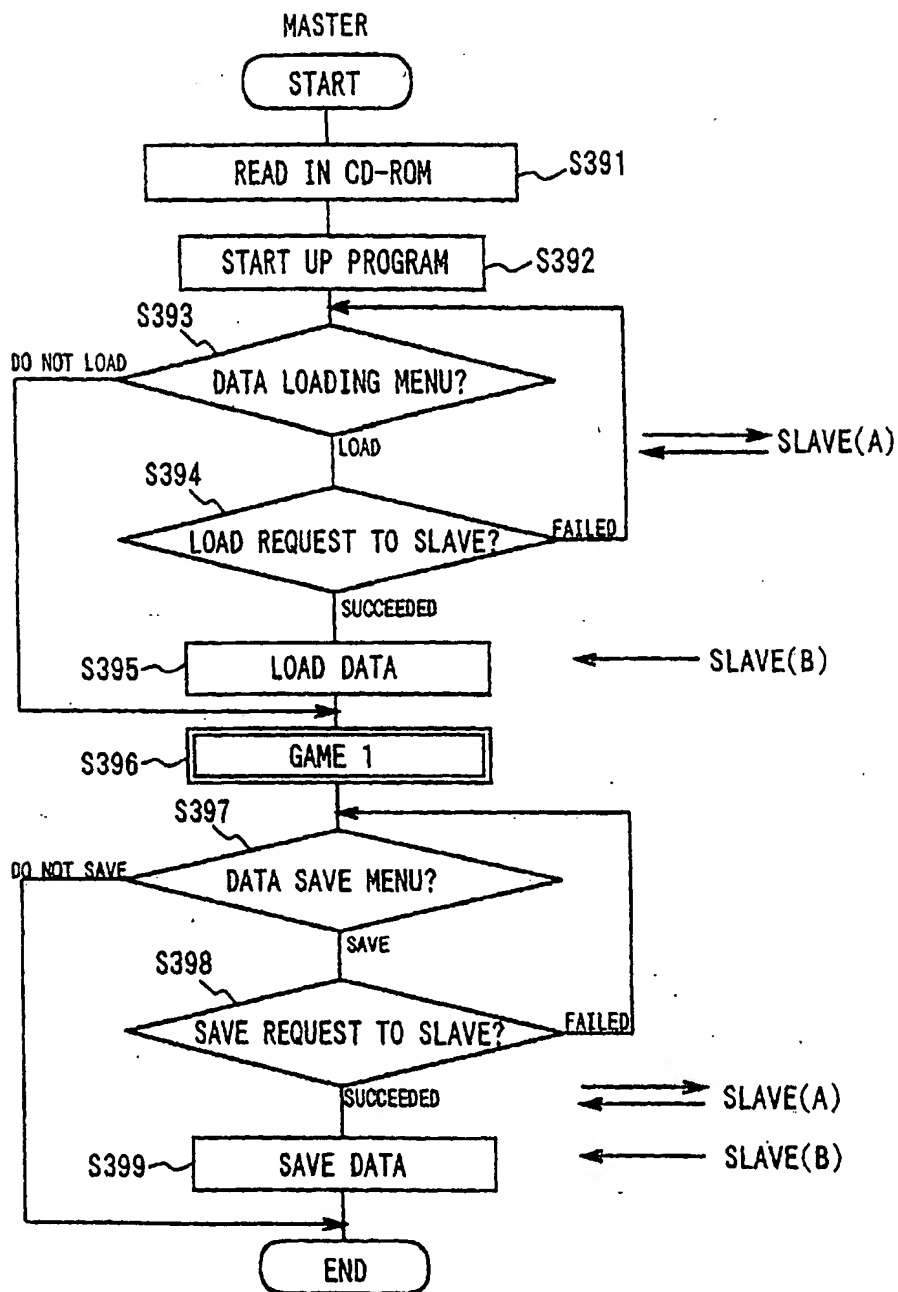 MASTER
START
READ IN CD-ROM
S391
START UP PROGRAM
S392
S393
DO NOT LOAD
DATA LOADING MENU?
LOAD
SLAVE(A)
S394
LOAD REQUEST TO SLAVE?
FAILED
SUCCEEDED
S395
LOAD DATA
SLAVE(B)
S396
GAME 1
S397
DO NOT SAVE
DATA SAVE MENU?
SAVE
S398
SAVE REQUEST TO SLAVE?
FAILED
SUCCEEDED
SLAVE(A)
S399
SAVE DATA
SLAVE(B)
END